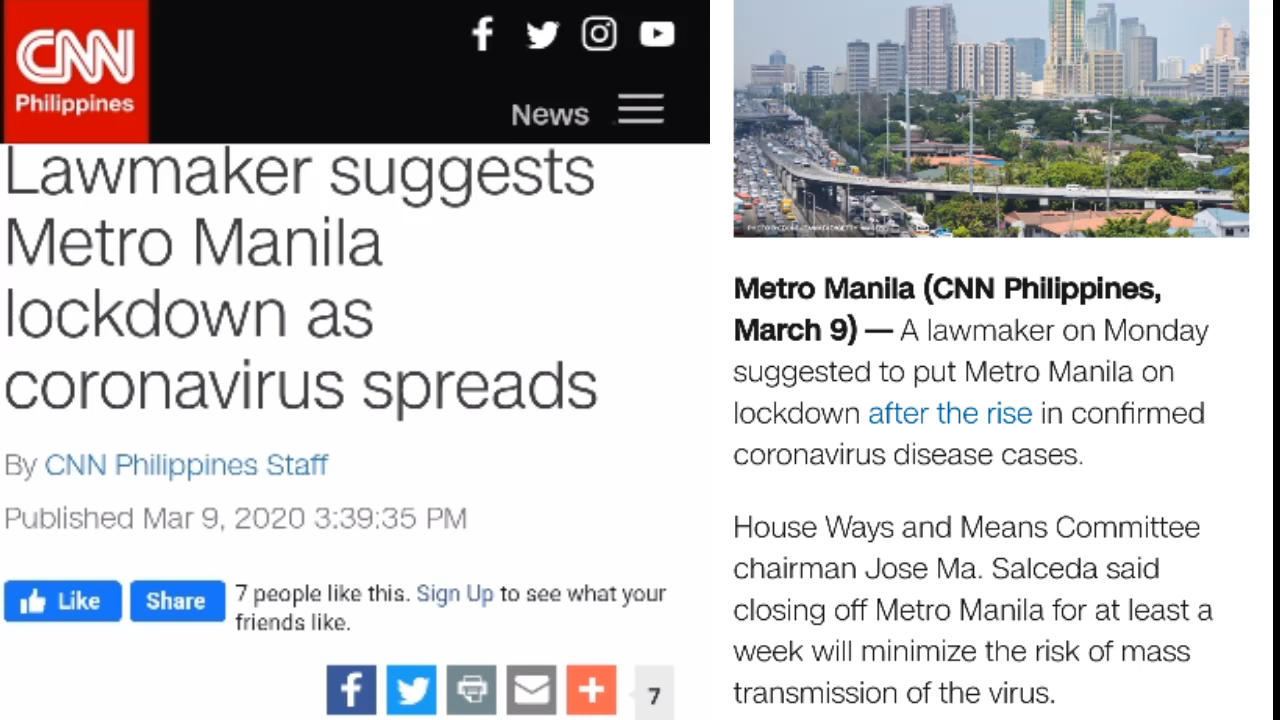 CNN
Philippines
News
Lawmaker suggests
Metro Manila
lockdown as
coronavirus spreads
By CNN Philippines Staff
Published Mar 9, 2020 3:39:35 PM
Like
Share
7 people like this. Sign Up to see what your
friends like.
7
Metro Manila (CNN Philippines,
March 9) — A lawmaker on Monday
suggested to put Metro Manila on
lockdown after the rise in confirmed
coronavirus disease cases.
House Ways and Means Committee
chairman Jose Ma. Salceda said
closing off Metro Manila for at least a
week will minimize the risk of mass
transmission of the virus.